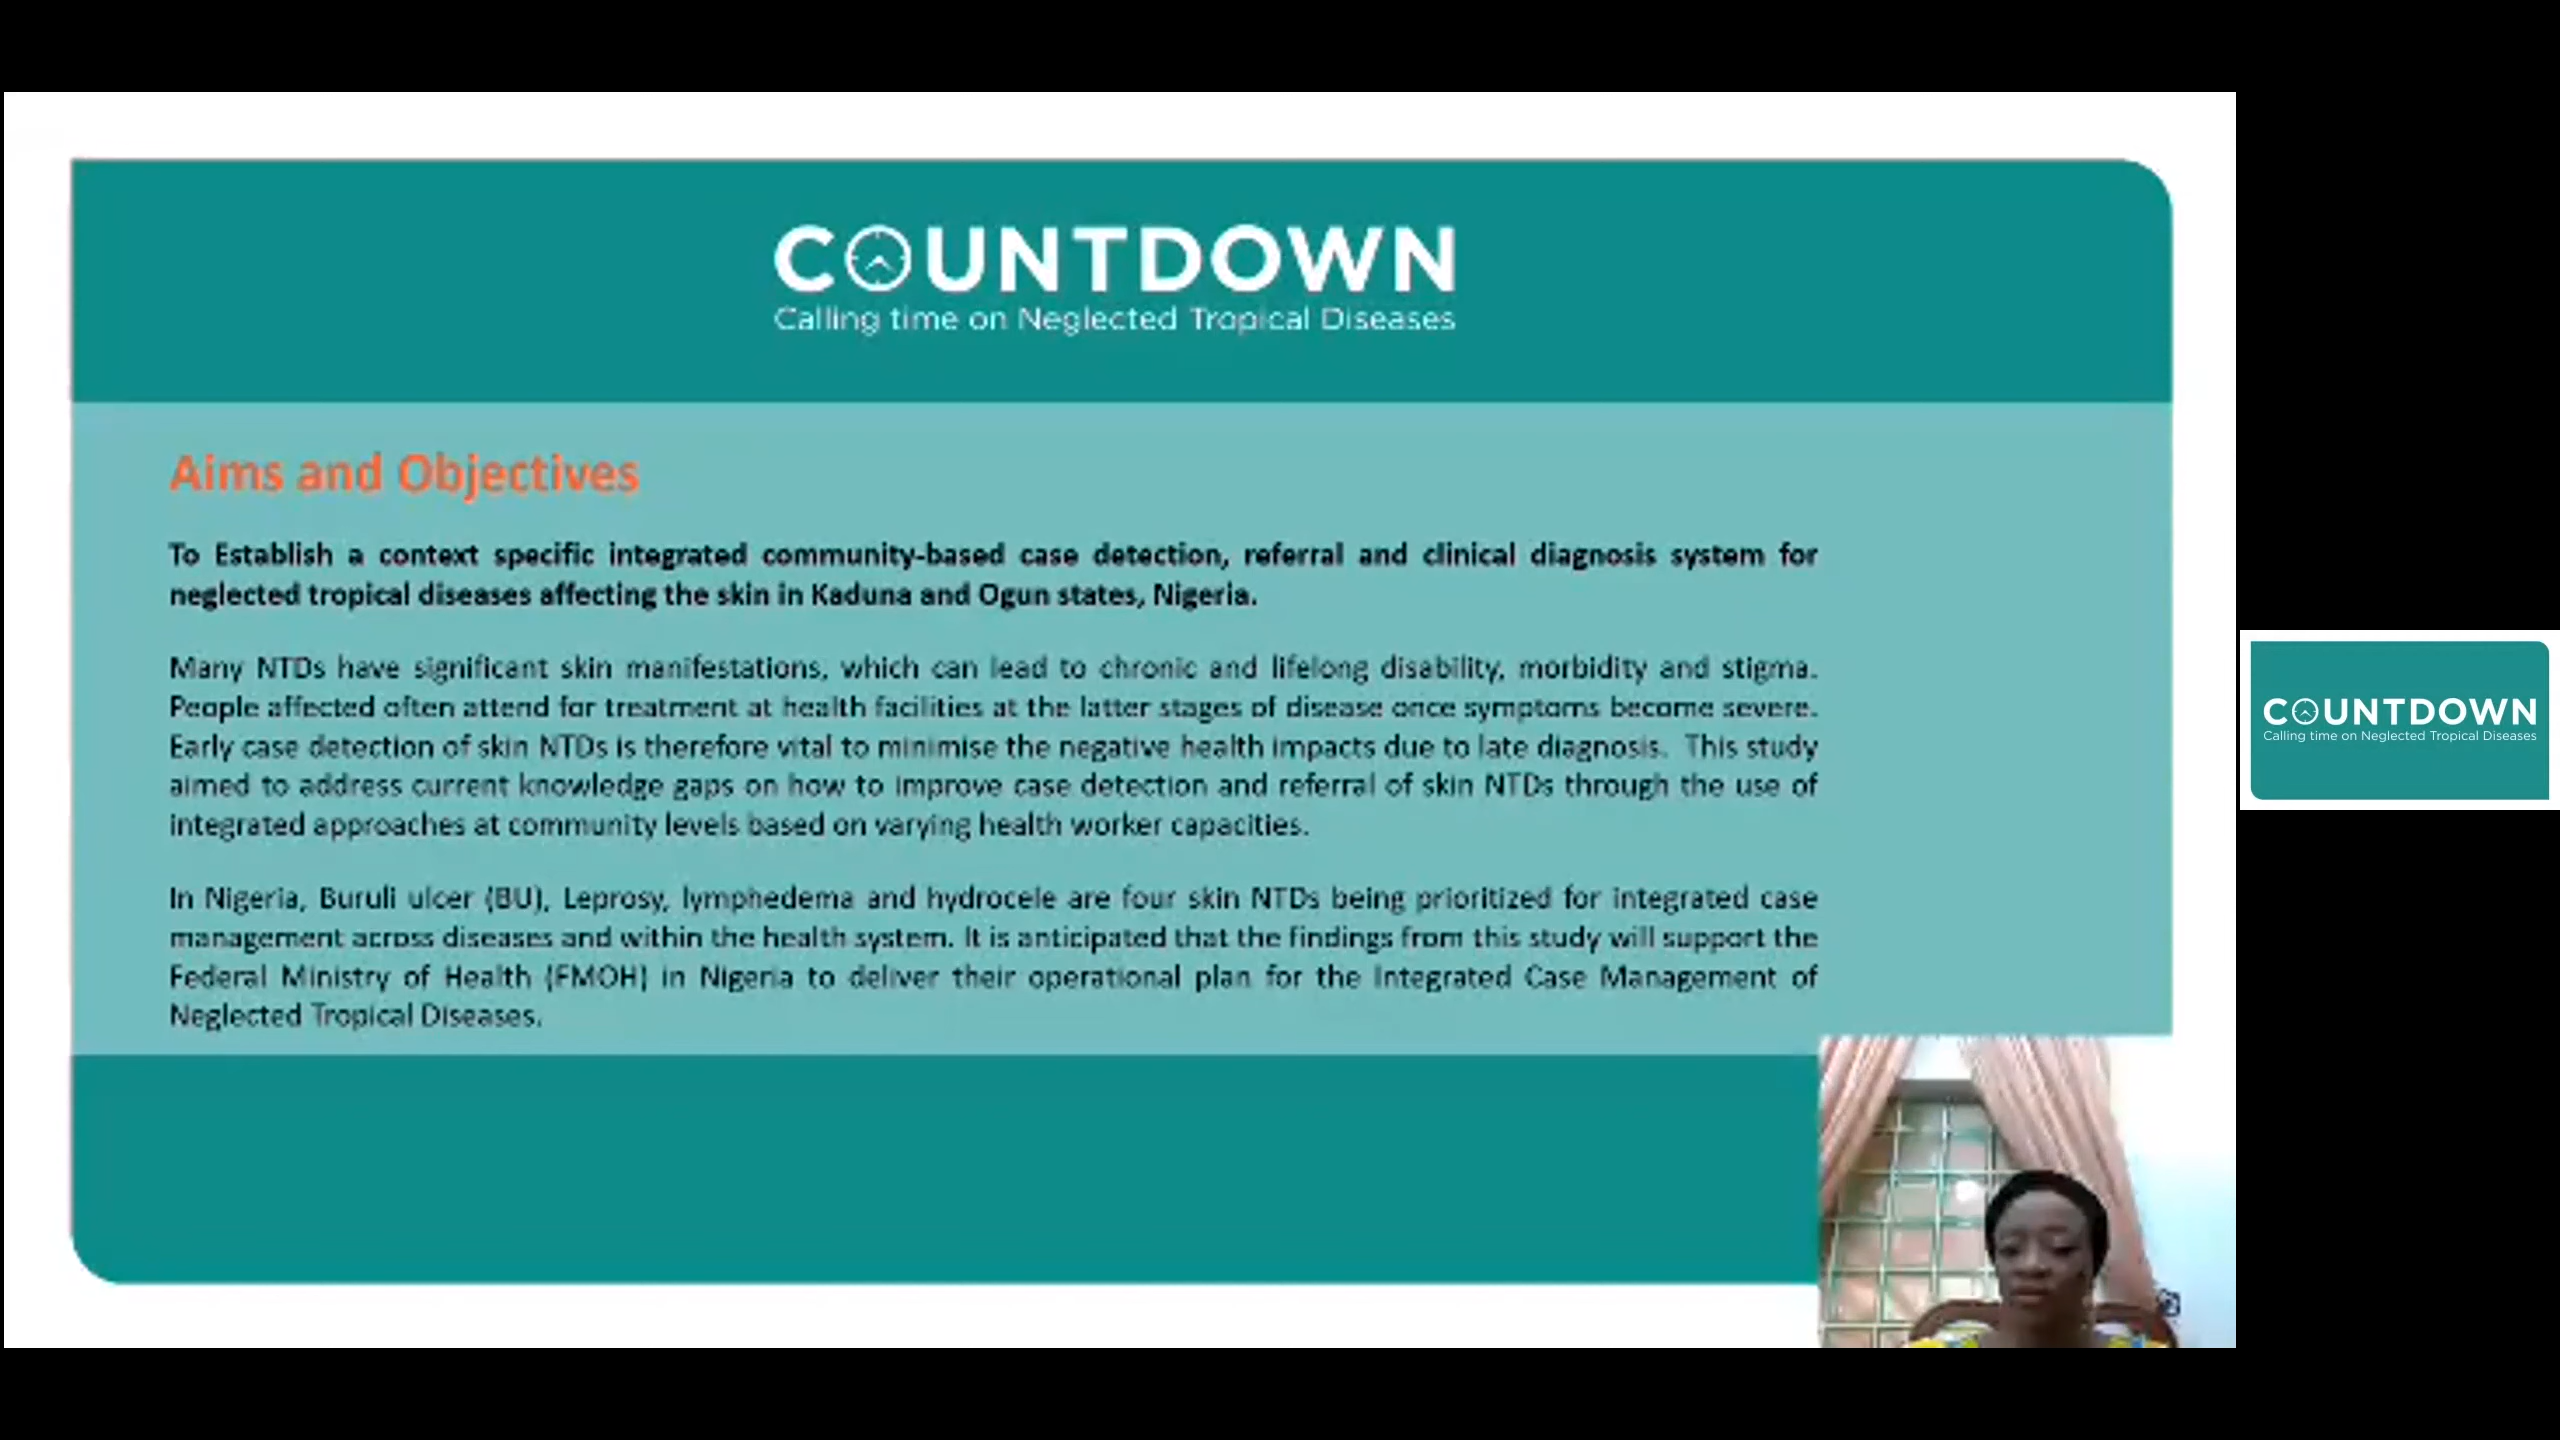 COUNTDOWN
Calling time on Neglected Tropical Diseases
Aims and Objectives
To Establish a context specific integrated community-based case detection, referral and clinical diagnosis system for
neglected tropical diseases affecting the skin in Kaduna and Ogun states, Nigeria.
Many NTDs have significant skin manifestations, which can lead to chronic and lifelong disability, morbidity and stigma.
People affected often attend for treatment at health facilities at the latter stages of disease once symptoms become severe.
Early case detection of skin NTDs is therefore vital to minimise the negative health impacts due to late diagnosis. This study
aimed to address current knowledge gaps on how to improve case detection and referral of skin NTDs through the use of
integrated approaches at community levels based on varying health worker capacities.
In Nigeria, Buruli ulcer (BU), Leprosy, lymphedema and hydrocele are four skin NTDs being prioritized for integrated case
management across diseases and within the health system. It is anticipated that the findings from this study will support the
Federal Ministry of Health (FMOH) in Nigeria to deliver their operational plan for the Integrated Case Management of
Neglected Tropical Diseases.
COUNTDOWN
Calling time on Neglected Tropical Diseases